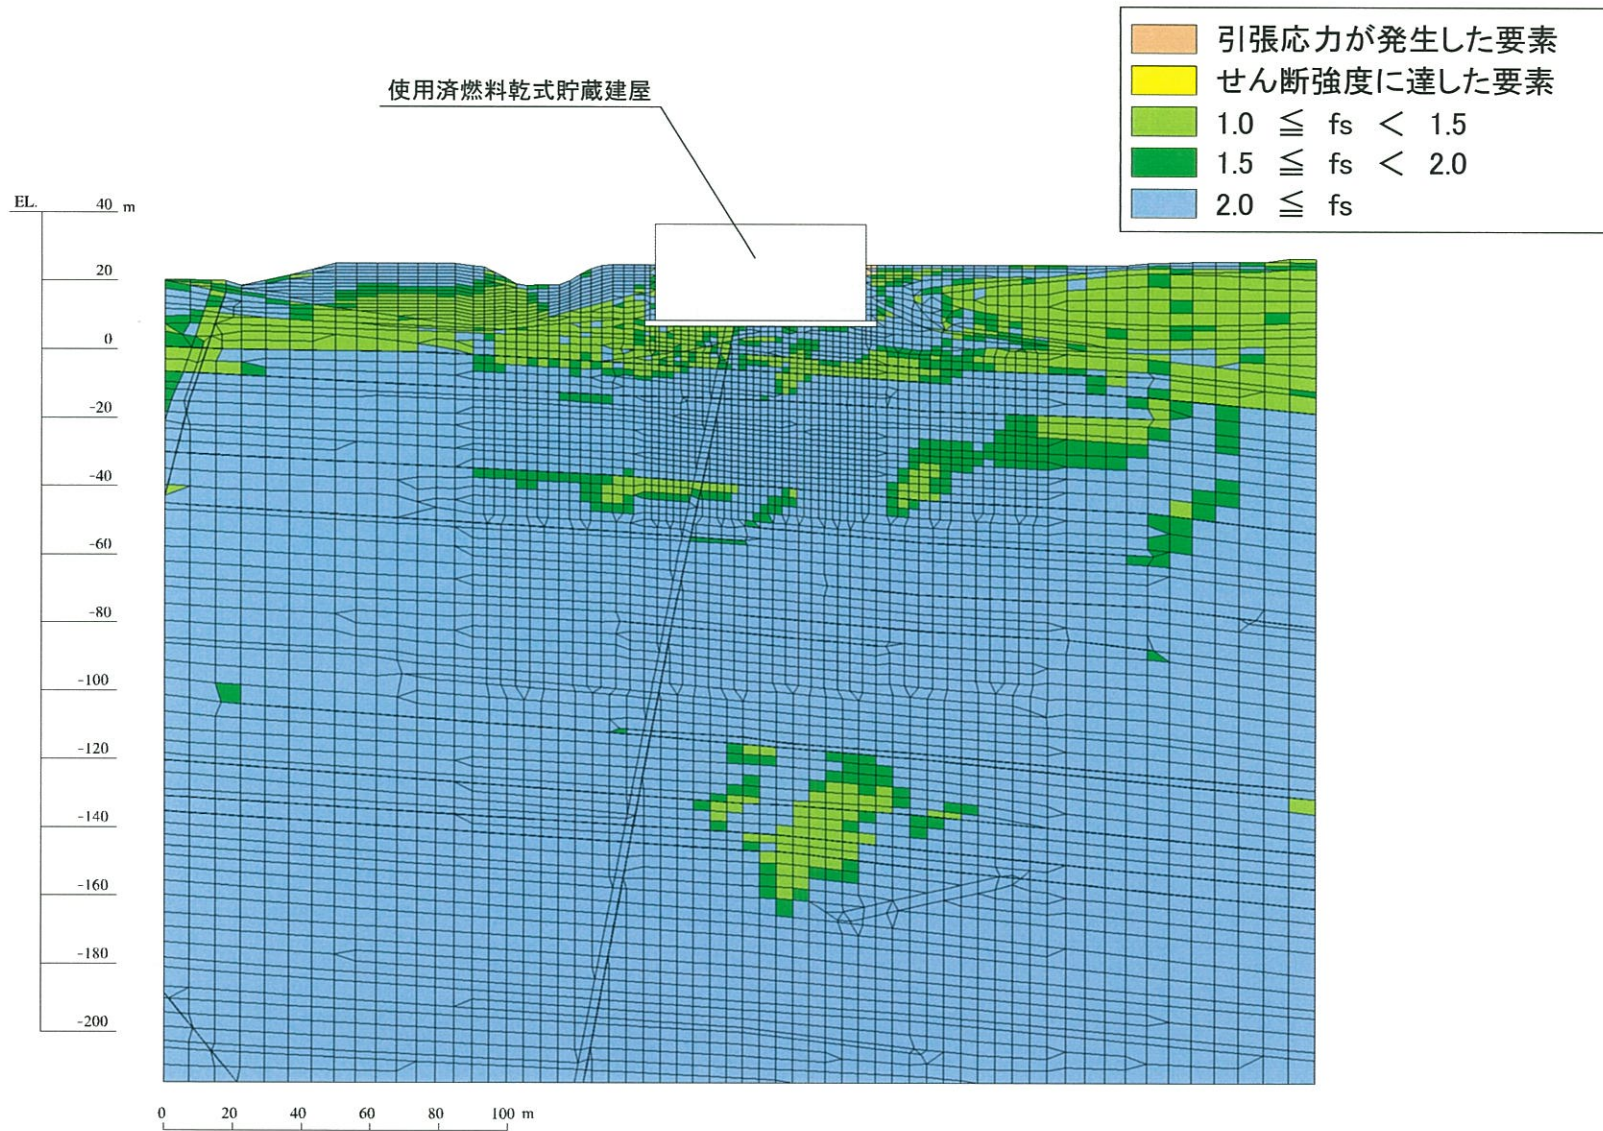 引張応力が発生した要素
せん断強度に達した要素
1.0 ≦ fs < 1.5
1.5 ≦ fs < 2.0
2.0 ≦ fs
使用済燃料乾式貯蔵建屋
EL. 40 m
20
0
-20
-40
-60
-80
-100
-120
-140
-160
-180
-200
0 20 40 60 80 100 m